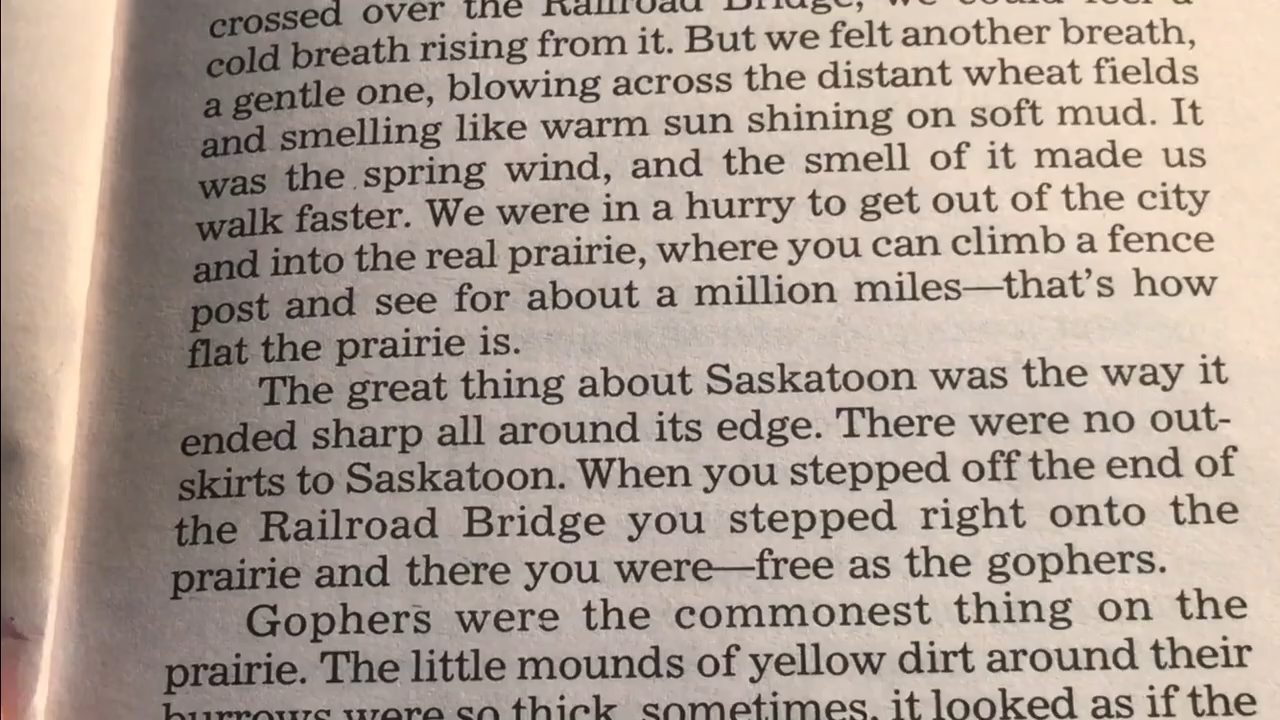 crossed over the Railroad Bridge, we could feel a
cold breath rising from it. But we felt another breath,
a gentle one, blowing across the distant wheat fields
and smelling like warm sun shining on soft mud. It
was the spring wind, and the smell of it made us
walk faster. We were in a hurry to get out of the city
and into the real prairie, where you can climb a fence
post and see for about a million miles—that's how
flat the prairie is.
The great thing about Saskatoon was the way it
ended sharp all around its edge. There were no out-
skirts to Saskatoon. When you stepped off the end of
the Railroad Bridge you stepped right onto the
prairie and there you were—free as the gophers.
Gophers were the commonest thing on the
prairie. The little mounds of yellow dirt around their
burrows were so thick, sometimes, it looked as if the